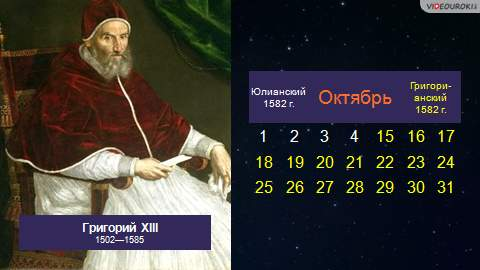 VIDEOUROKI.RU
Юлианский
1582 г.
Октябрь
Григори-
анский
1582 г.
1 2 3 4 15 16 17
18 19 20 21 22 23 24
25 26 27 28 29 30 31
Григорий XIII
1502—1585